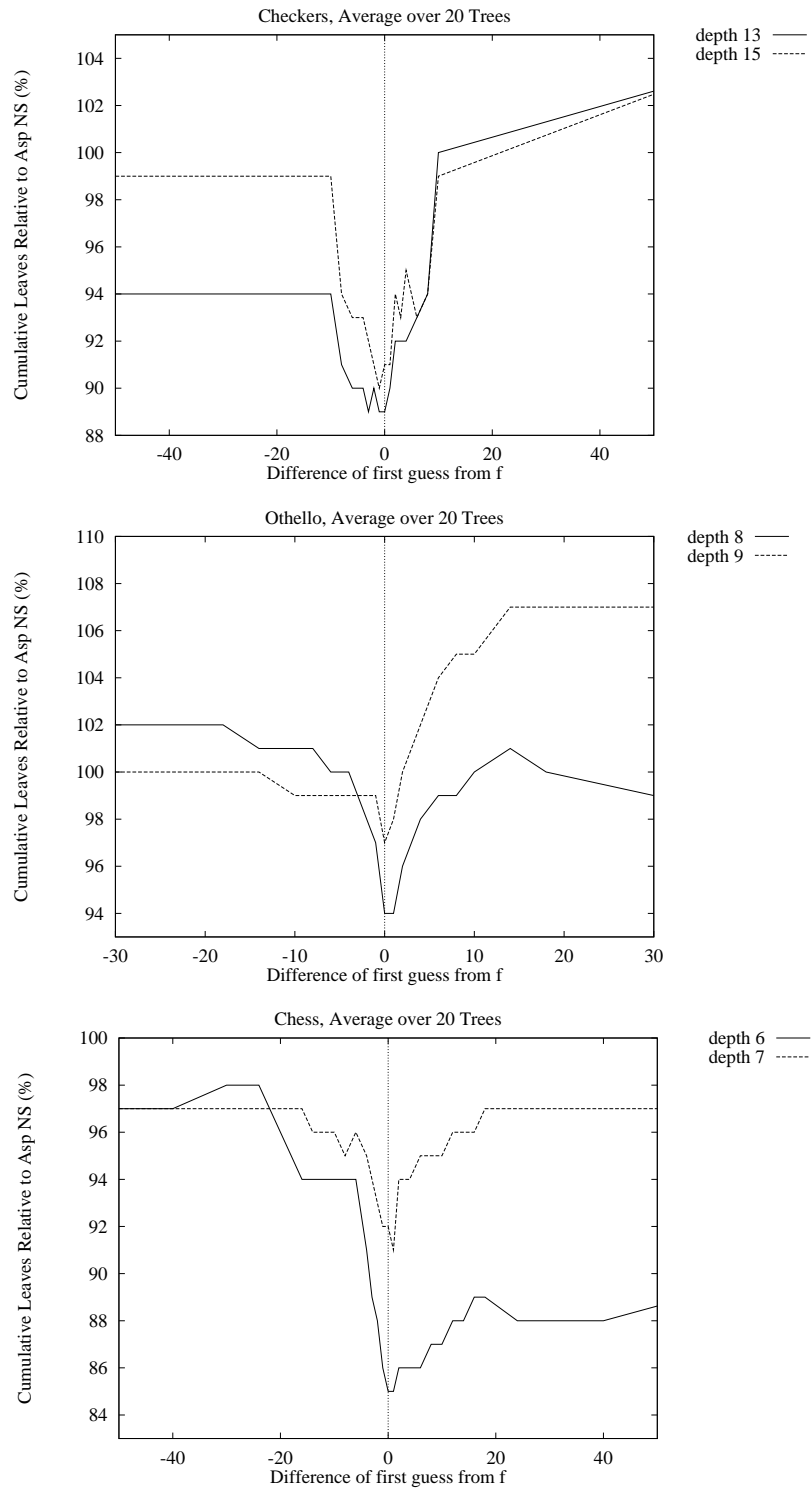 Checkers, Average over 20 Trees
depth 13
depth 15
Cumulative Leaves Relative to Asp NS (%)
104
102
100
98
96
94
92
90
88
-40 -20 0 20 40
Difference of first guess from f
Othello, Average over 20 Trees
depth 8
depth 9
Cumulative Leaves Relative to Asp NS (%)
110
108
106
104
102
100
98
96
94
-30 -20 -10 0 10 20 30
Difference of first guess from f
Chess, Average over 20 Trees
depth 6
depth 7
Cumulative Leaves Relative to Asp NS (%)
100
98
96
94
92
90
88
86
84
-40 -20 0 20 40
Difference of first guess from f